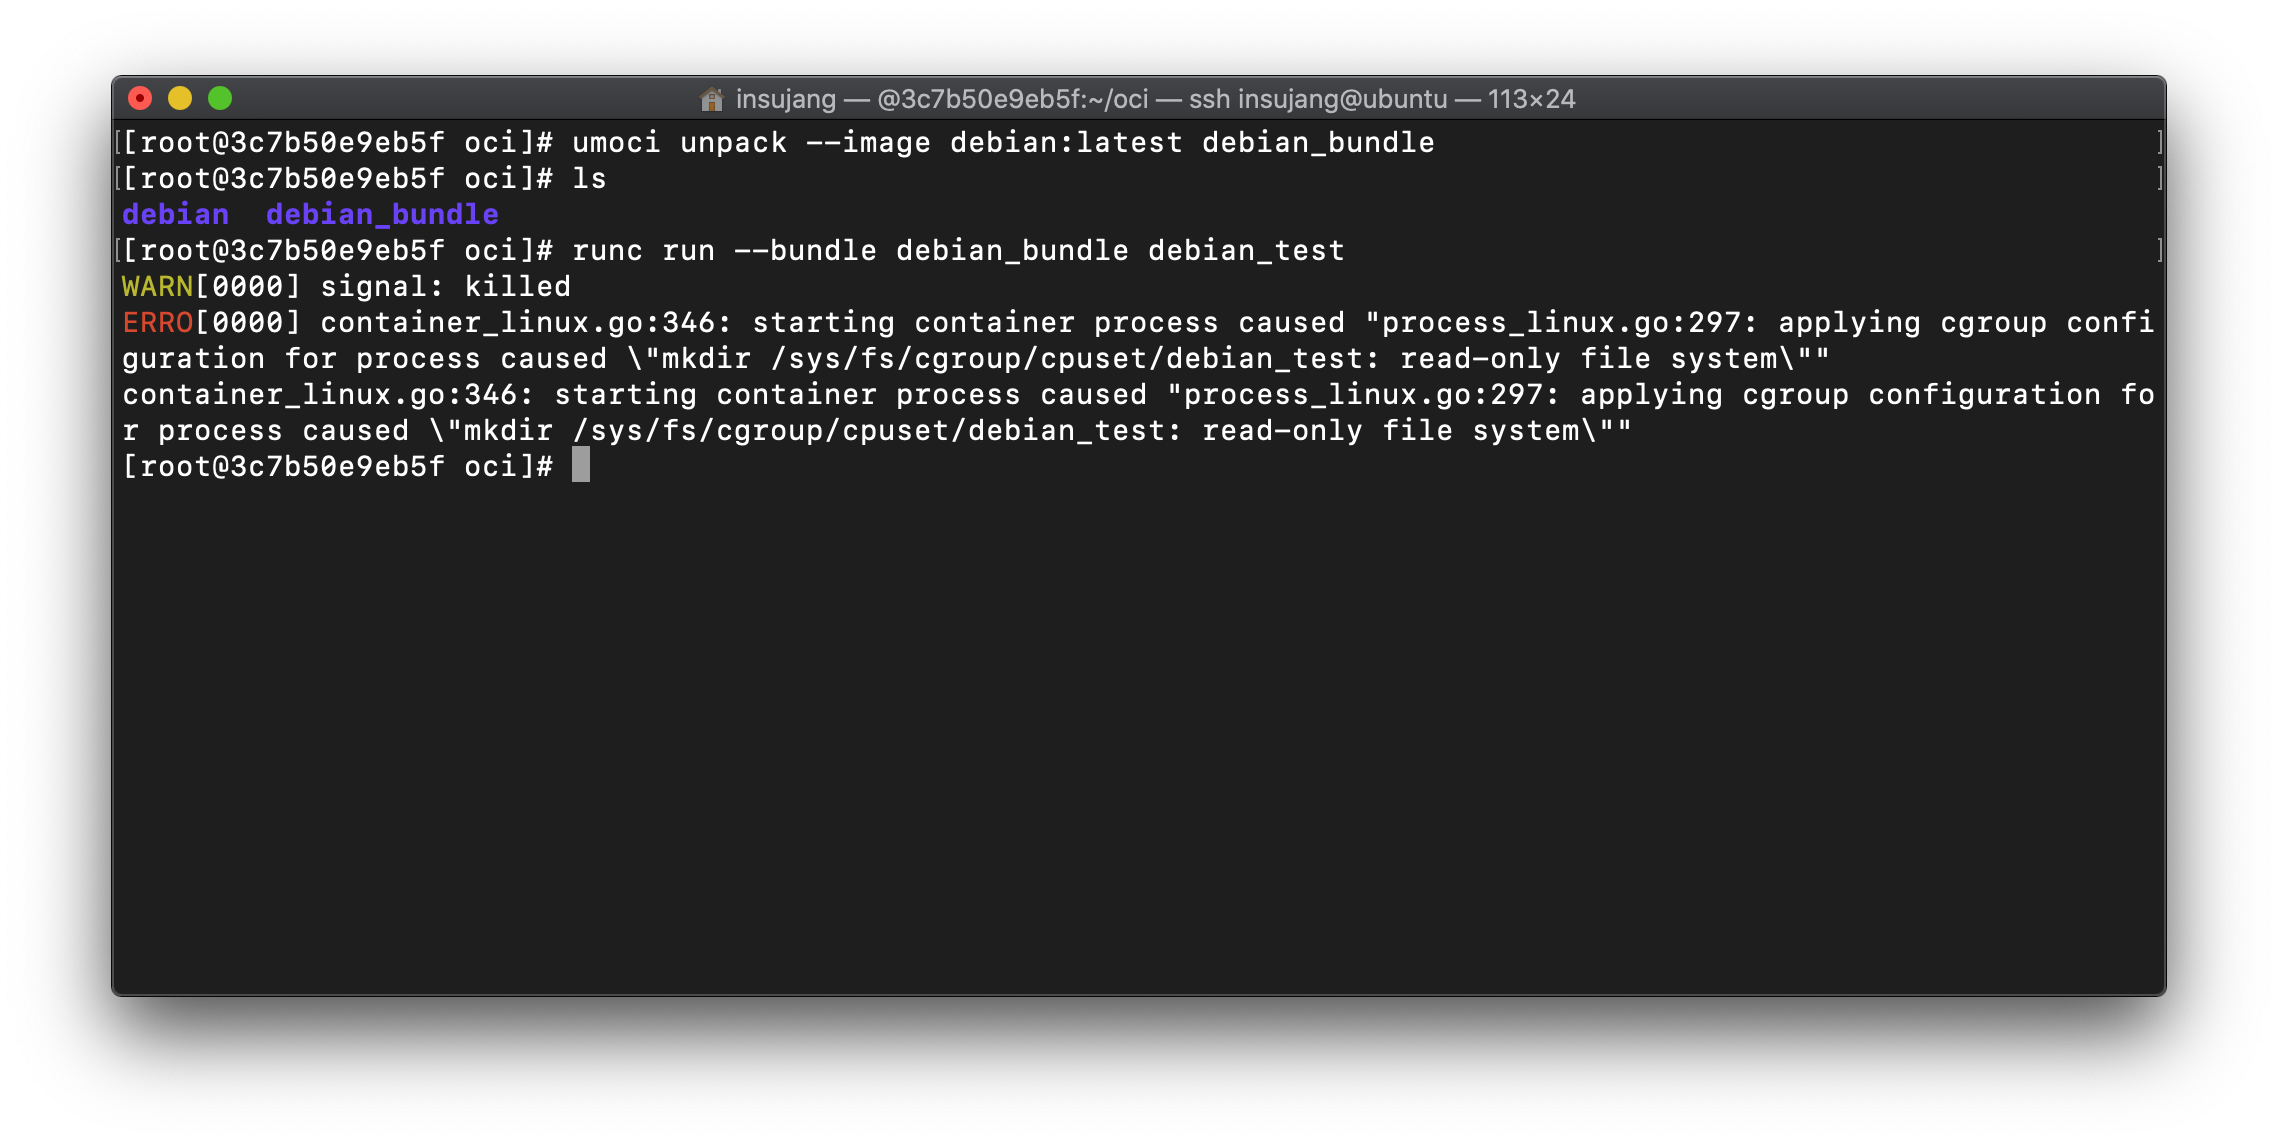 insujang — @3c7b50e9eb5f:~/oci — ssh insujang@ubuntu — 113×24
[[root@3c7b50e9eb5f oci]# umoci unpack --image debian:latest debian_bundle ]
[[root@3c7b50e9eb5f oci]# ls ]
debian  debian_bundle
[[root@3c7b50e9eb5f oci]# runc run --bundle debian_bundle debian_test ]
WARN[0000] signal: killed
ERRO[0000] container_linux.go:346: starting container process caused "process_linux.go:297: applying cgroup confi
guration for process caused \"mkdir /sys/fs/cgroup/cpuset/debian_test: read-only file system\""
container_linux.go:346: starting container process caused "process_linux.go:297: applying cgroup configuration fo
r process caused \"mkdir /sys/fs/cgroup/cpuset/debian_test: read-only file system\""
[root@3c7b50e9eb5f oci]#